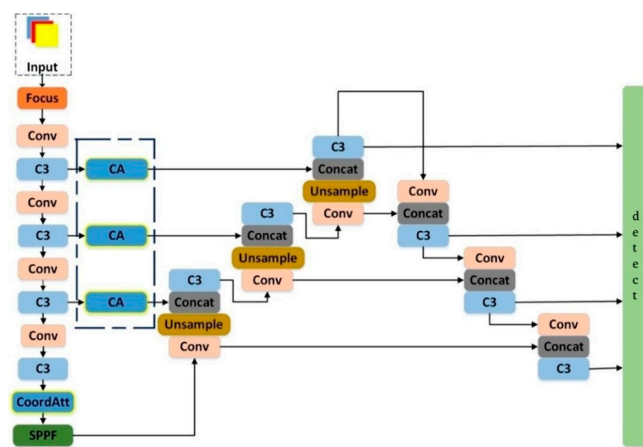 Input
Focus
Conv
C3
CA
Conv
C3
CA
Conv
C3
CA
Conv
C3
CoordAtt
SPPF
C3
Concat
Unsample
Conv
C3
Concat
Unsample
Conv
C3
Concat
Unsample
Conv
Conv
Concat
C3
Conv
Concat
C3
Conv
Concat
C3
detect